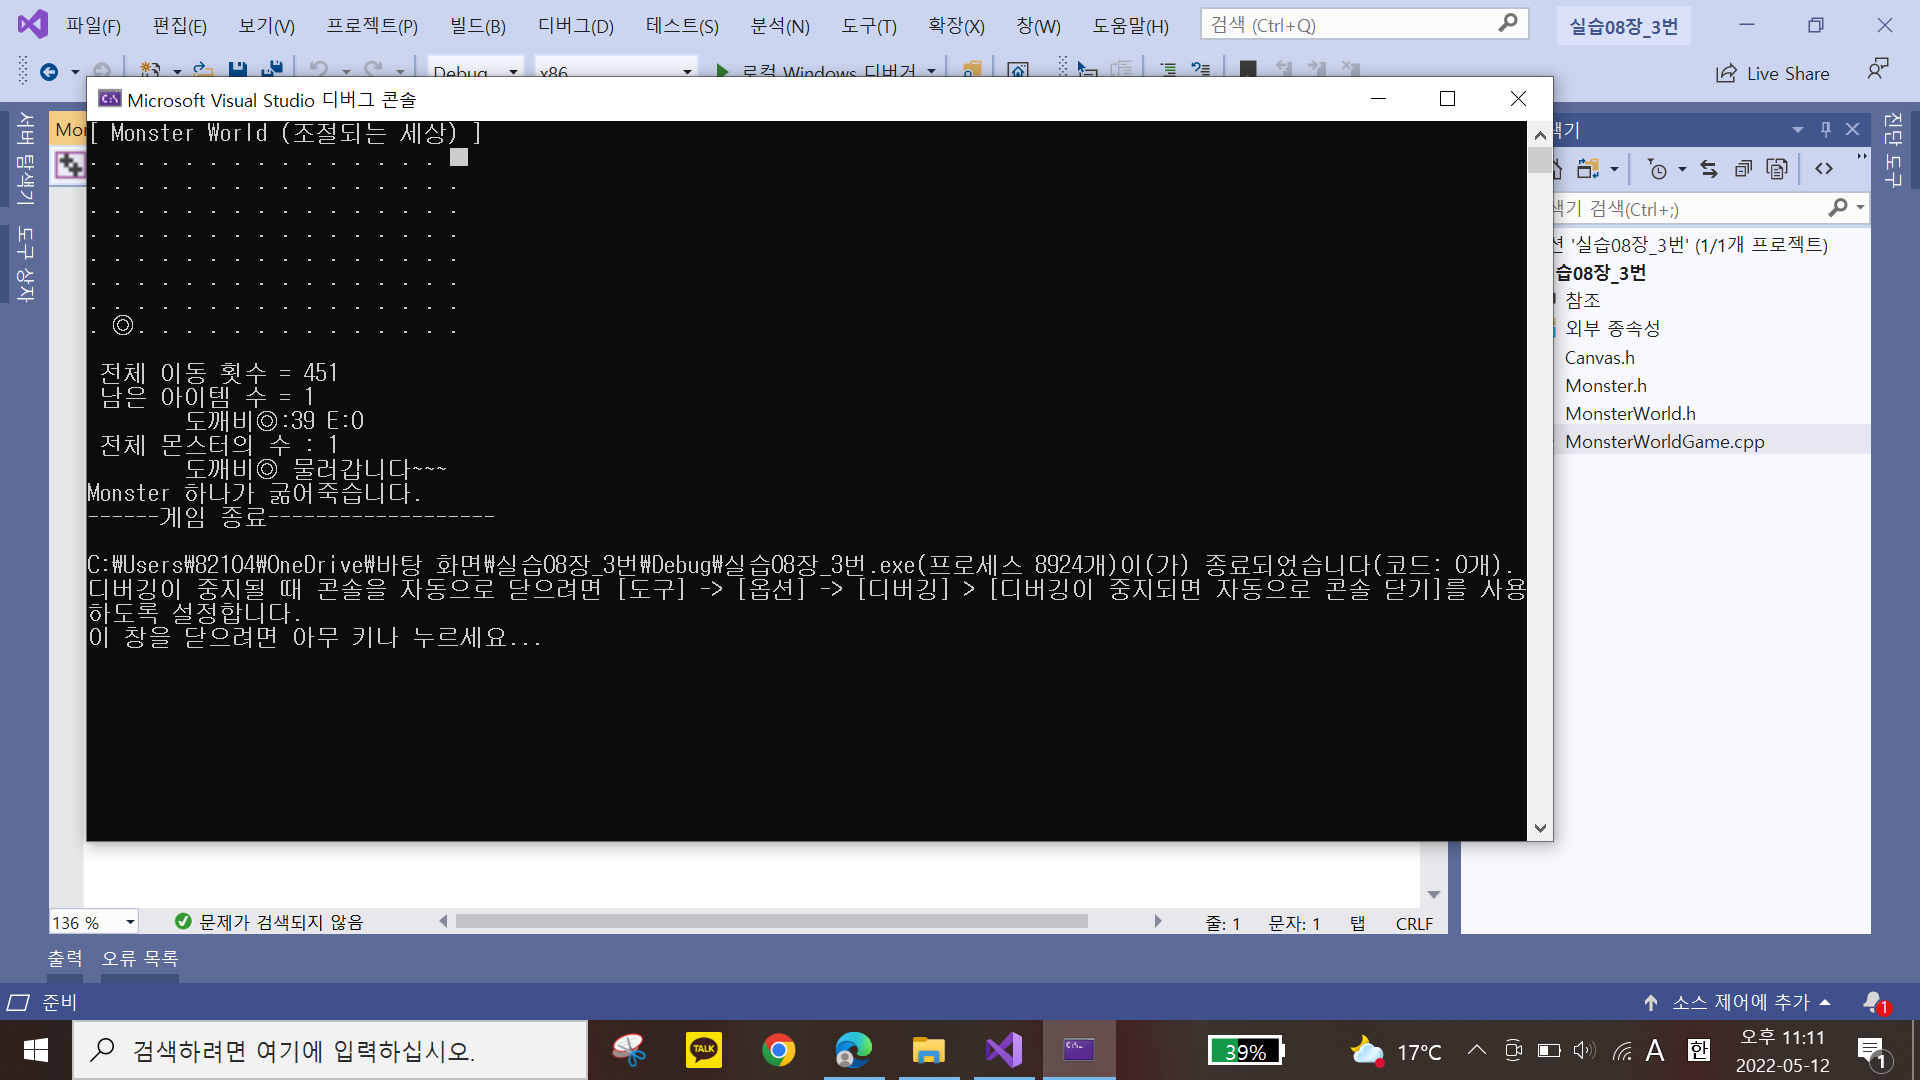 파일(F) 편집(E) 보기(V) 프로젝트(P) 빌드(B) 디버그(D) 테스트(S) 분석(N) 도구(T) 확장(X) 창(W) 도움말(H) 검색 (Ctrl+Q) 실습08장_3번
Debug x86 로컬 Windows 디버거 Live Share
Microsoft Visual Studio 디버그 콘솔
서버 탐색기
도구 상자
진단 도구
[ Monster World (조절되는 세상) ]
. . . . . . . . . . . . . . . ■
. . . . . . . . . . . . . . . .
. . . . . . . . . . . . . . . .
. . . . . . . . . . . . . . . .
. . . . . . . . . . . . . . . .
. . . . . . . . . . . . . . . .
. . . . . . . . . . . . . . . .
. ◎. . . . . . . . . . . . . .
전체 이동 횟수 = 451
남은 아이템 수 = 1
도깨비◎:39 E:0
전체 몬스터의 수 : 1
도깨비◎ 물러갑니다~~~
Monster 하나가 굶어죽습니다.
------게임 종료-------------------
C:₩Users₩82104₩OneDrive₩바탕 화면₩실습08장_3번₩Debug₩실습08장_3번.exe(프로세스 8924개)이(가) 종료되었습니다(코드: 0개).
디버깅이 중지될 때 콘솔을 자동으로 닫으려면 [도구] -> [옵션] -> [디버깅] > [디버깅이 중지되면 자동으로 콘솔 닫기]를 사용
하도록 설정합니다.
이 창을 닫으려면 아무 키나 누르세요...
색기 검색(Ctrl+;)
션 '실습08장_3번' (1/1개 프로젝트)
습08장_3번
참조
외부 종속성
Canvas.h
Monster.h
MonsterWorld.h
MonsterWorldGame.cpp
136 % 문제가 검색되지 않음 줄: 1 문자: 1 탭 CRLF
출력 오류 목록
준비 소스 제어에 추가 1
검색하려면 여기에 입력하십시오. TALK 39% 17°C A 한 오후 11:11
2022-05-12 1